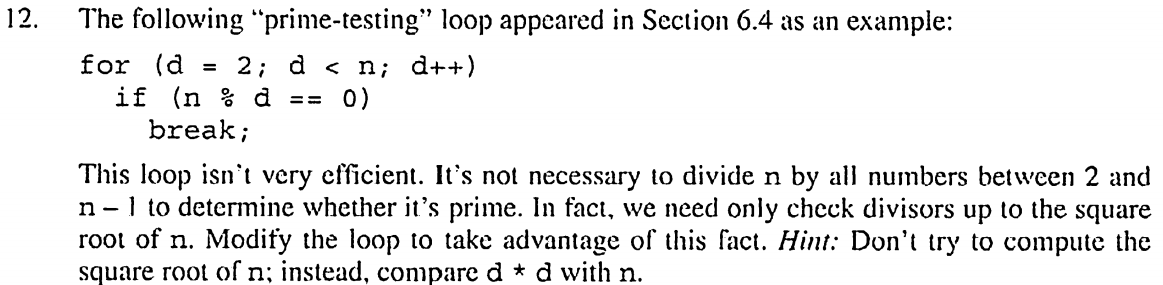 12. The following “prime-testing” loop appeared in Section 6.4 as an example:
for (d = 2; d < n; d++)
if (n % d == 0)
break;
This loop isn't very efficient. It's not necessary to divide n by all numbers between 2 and
n – 1 to determine whether it's prime. In fact, we need only check divisors up to the square
root of n. Modify the loop to take advantage of this fact. Hint: Don't try to compute the
square root of n; instead, compare d * d with n.